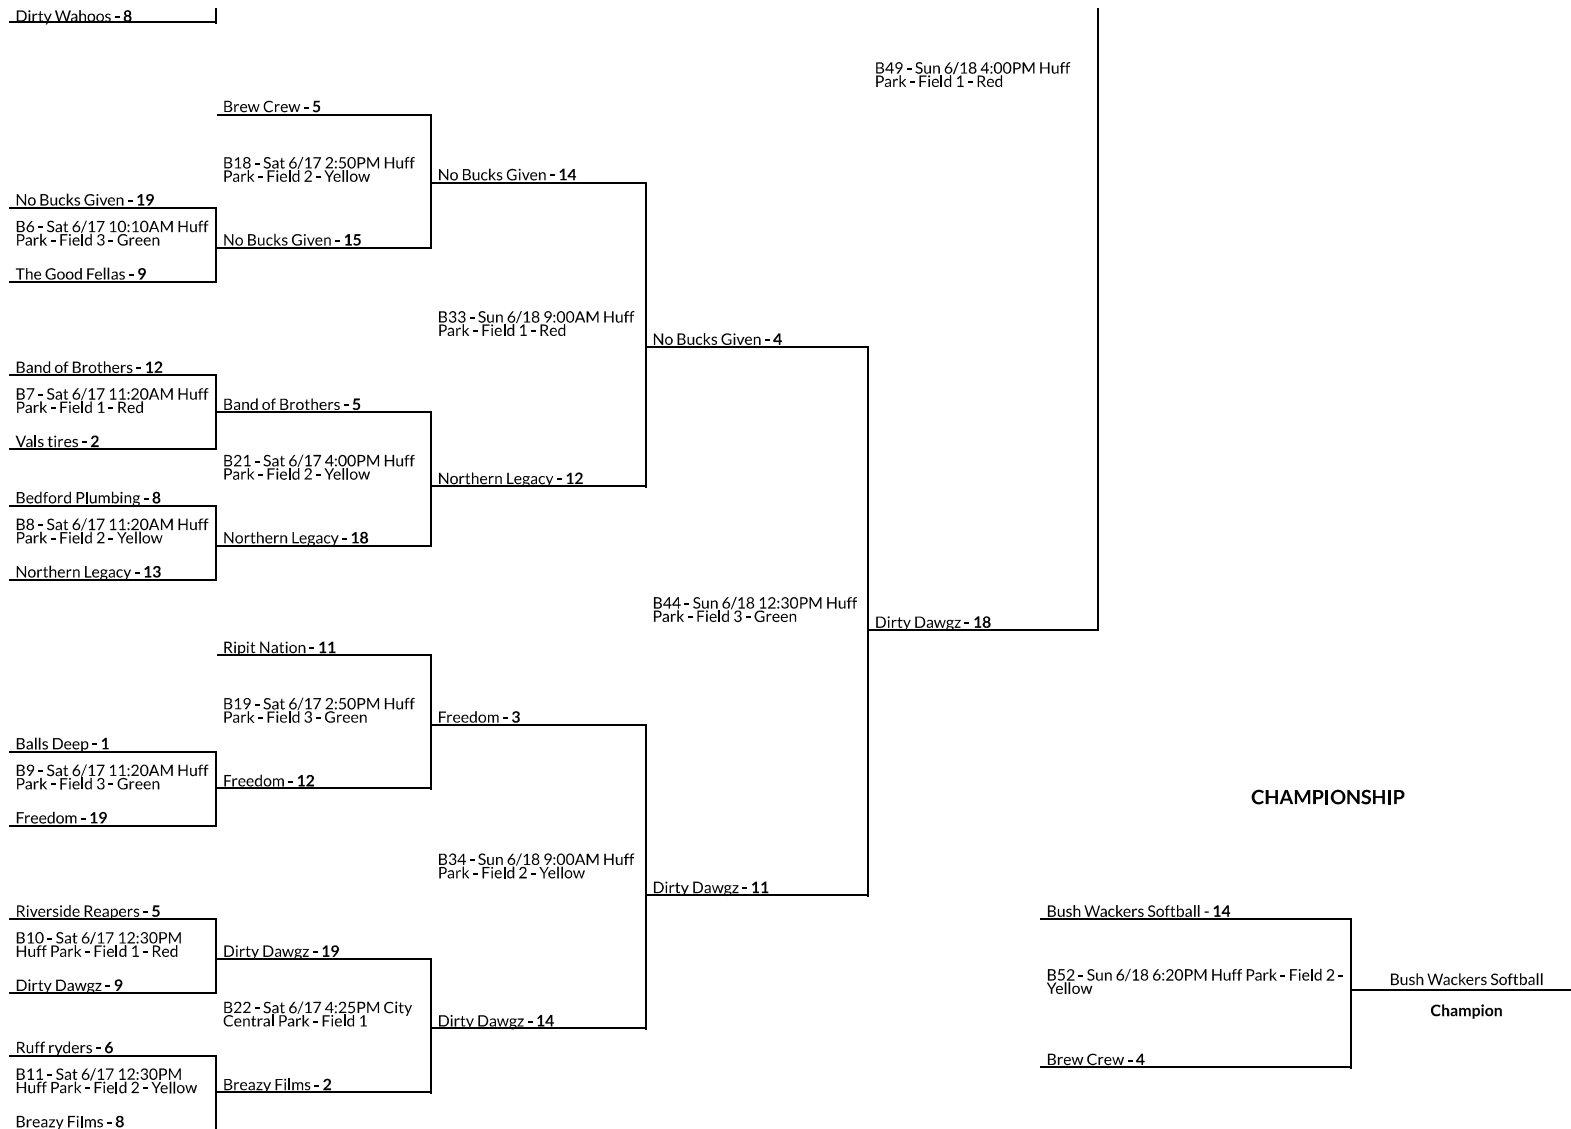 Dirty Wahoos - 8
B49 - Sun 6/18 4:00PM Huff
Park - Field 1 - Red
Brew Crew - 5
B18 - Sat 6/17 2:50PM Huff
Park - Field 2 - Yellow
No Bucks Given - 14
No Bucks Given - 19
B6 - Sat 6/17 10:10AM Huff
Park - Field 3 - Green
No Bucks Given - 15
The Good Fellas - 9
B33 - Sun 6/18 9:00AM Huff
Park - Field 1 - Red
No Bucks Given - 4
Band of Brothers - 12
B7 - Sat 6/17 11:20AM Huff
Park - Field 1 - Red
Band of Brothers - 5
Vals tires - 2
B21 - Sat 6/17 4:00PM Huff
Park - Field 2 - Yellow
Northern Legacy - 12
Bedford Plumbing - 8
B8 - Sat 6/17 11:20AM Huff
Park - Field 2 - Yellow
Northern Legacy - 18
Northern Legacy - 13
B44 - Sun 6/18 12:30PM Huff
Park - Field 3 - Green
Dirty Dawgz - 18
Ripit Nation - 11
B19 - Sat 6/17 2:50PM Huff
Park - Field 3 - Green
Freedom - 3
Balls Deep - 1
B9 - Sat 6/17 11:20AM Huff
Park - Field 3 - Green
Freedom - 12
Freedom - 19
CHAMPIONSHIP
B34 - Sun 6/18 9:00AM Huff
Park - Field 2 - Yellow
Dirty Dawgz - 11
Riverside Reapers - 5
B10 - Sat 6/17 12:30PM
Huff Park - Field 1 - Red
Dirty Dawgz - 19
Dirty Dawgz - 9
B22 - Sat 6/17 4:25PM City
Central Park - Field 1
Dirty Dawgz - 14
Ruff ryders - 6
B11 - Sat 6/17 12:30PM
Huff Park - Field 2 - Yellow
Breazy Films - 2
Breazy Films - 8
Bush Wackers Softball - 14
B52 - Sun 6/18 6:20PM Huff Park - Field 2 -
Yellow
Bush Wackers Softball
Champion
Brew Crew - 4